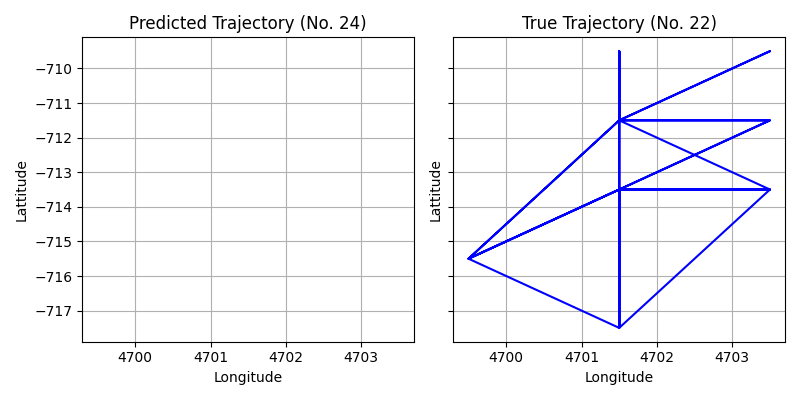 Predicted Trajectory (No. 24)
True Trajectory (No. 22)
−710
−711
−712
−713
−714
−715
−716
−717
Lattitude
Lattitude
4700 4701 4702 4703
4700 4701 4702 4703
Longitude
Longitude